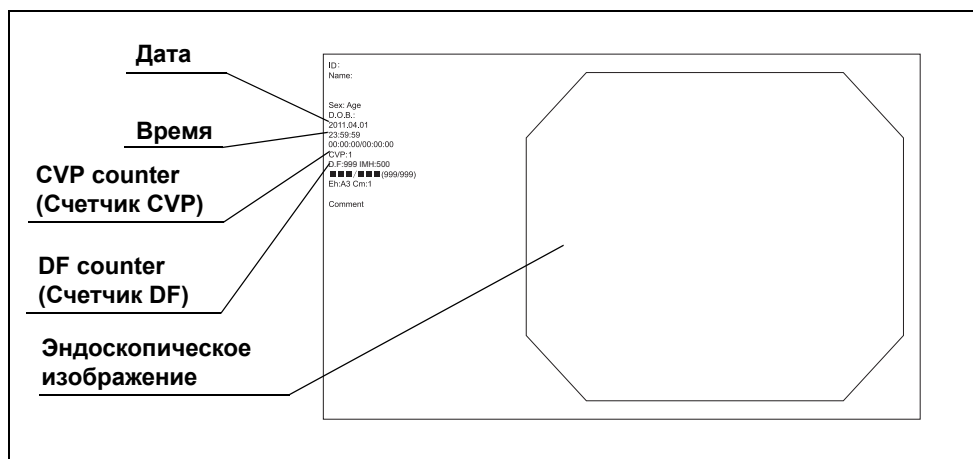 Дата
Время
CVP counter
(Счетчик CVP)
DF counter
(Счетчик DF)
Эндоскопическое
изображение
ID:
Name:
Sex: Age
D.O.B.:
2011.04.01
23:59:59
00:00:00/00:00:00
CVP:1
D.F:999 IMH:500
■■■/■■■(999/999)
Eh:A3 Cm:1
Comment